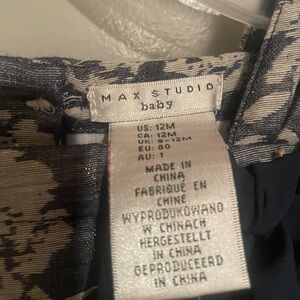 MAX STUDIO
baby
US: 12M
CA: 12M
UK: 9-12M
EU: 80
AU: 1
MADE IN
CHINA
FABRIQUÉ EN
CHINE
WYPRODUKOWANO
W CHINACH
HERGESTELLT
IN CHINA
GEPRODUCEERD
IN CHINA